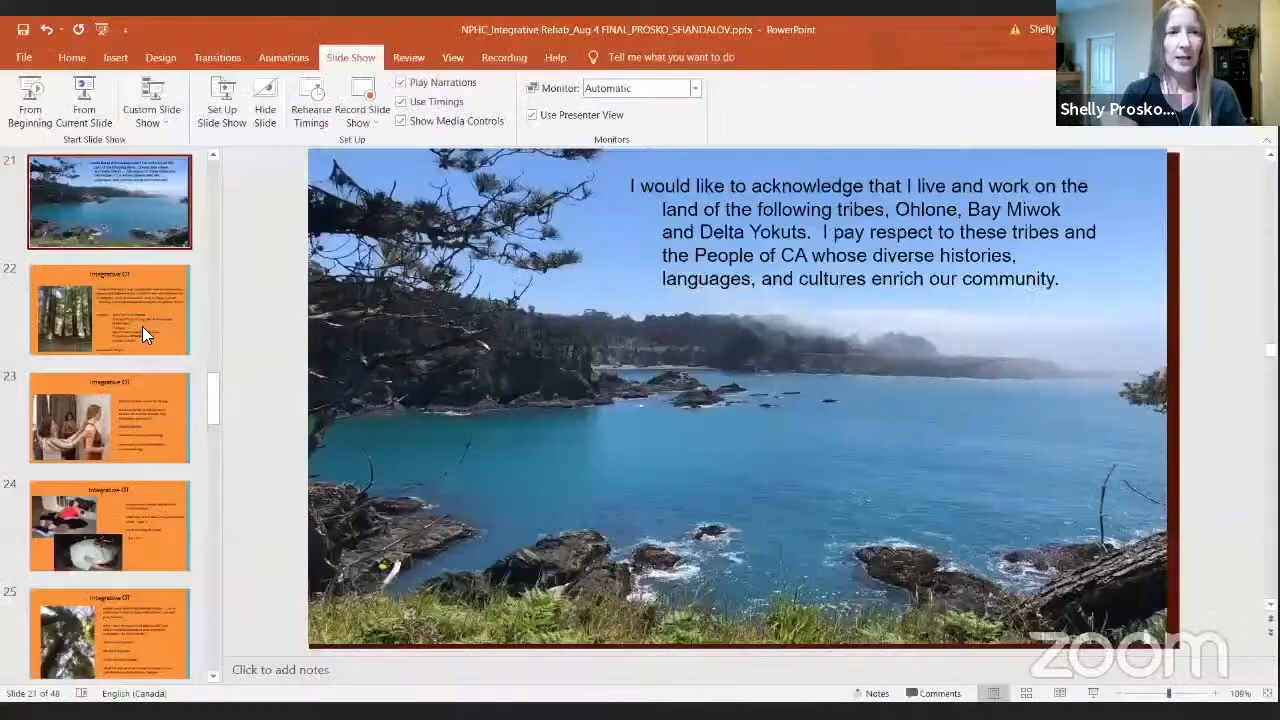 NPHC_Integrative Rehab_Aug 4 FINAL_PROSKO_SHANDALOV.pptx - PowerPoint
Shelly
File Home Insert Design Transitions Animations Slide Show Review View Recording Help Tell me what you want to do
From Beginning
From Current Slide
Custom Slide Show
Set Up Slide Show
Hide Slide
Rehearse Timings
Record Slide Show
Play Narrations
Use Timings
Show Media Controls
Monitor: Automatic
Use Presenter View
Start Slide Show
Set Up
Monitors
Shelly Prosko...
21
22
Integrative OT
23
Integrative OT
24
Integrative OT
25
Integrative OT
I would like to acknowledge that I live and work on the
land of the following tribes, Ohlone, Bay Miwok
and Delta Yokuts. I pay respect to these tribes and
the People of CA whose diverse histories,
languages, and cultures enrich our community.
Click to add notes
zoom
Slide 21 of 48 English (Canada) Notes Comments 108%